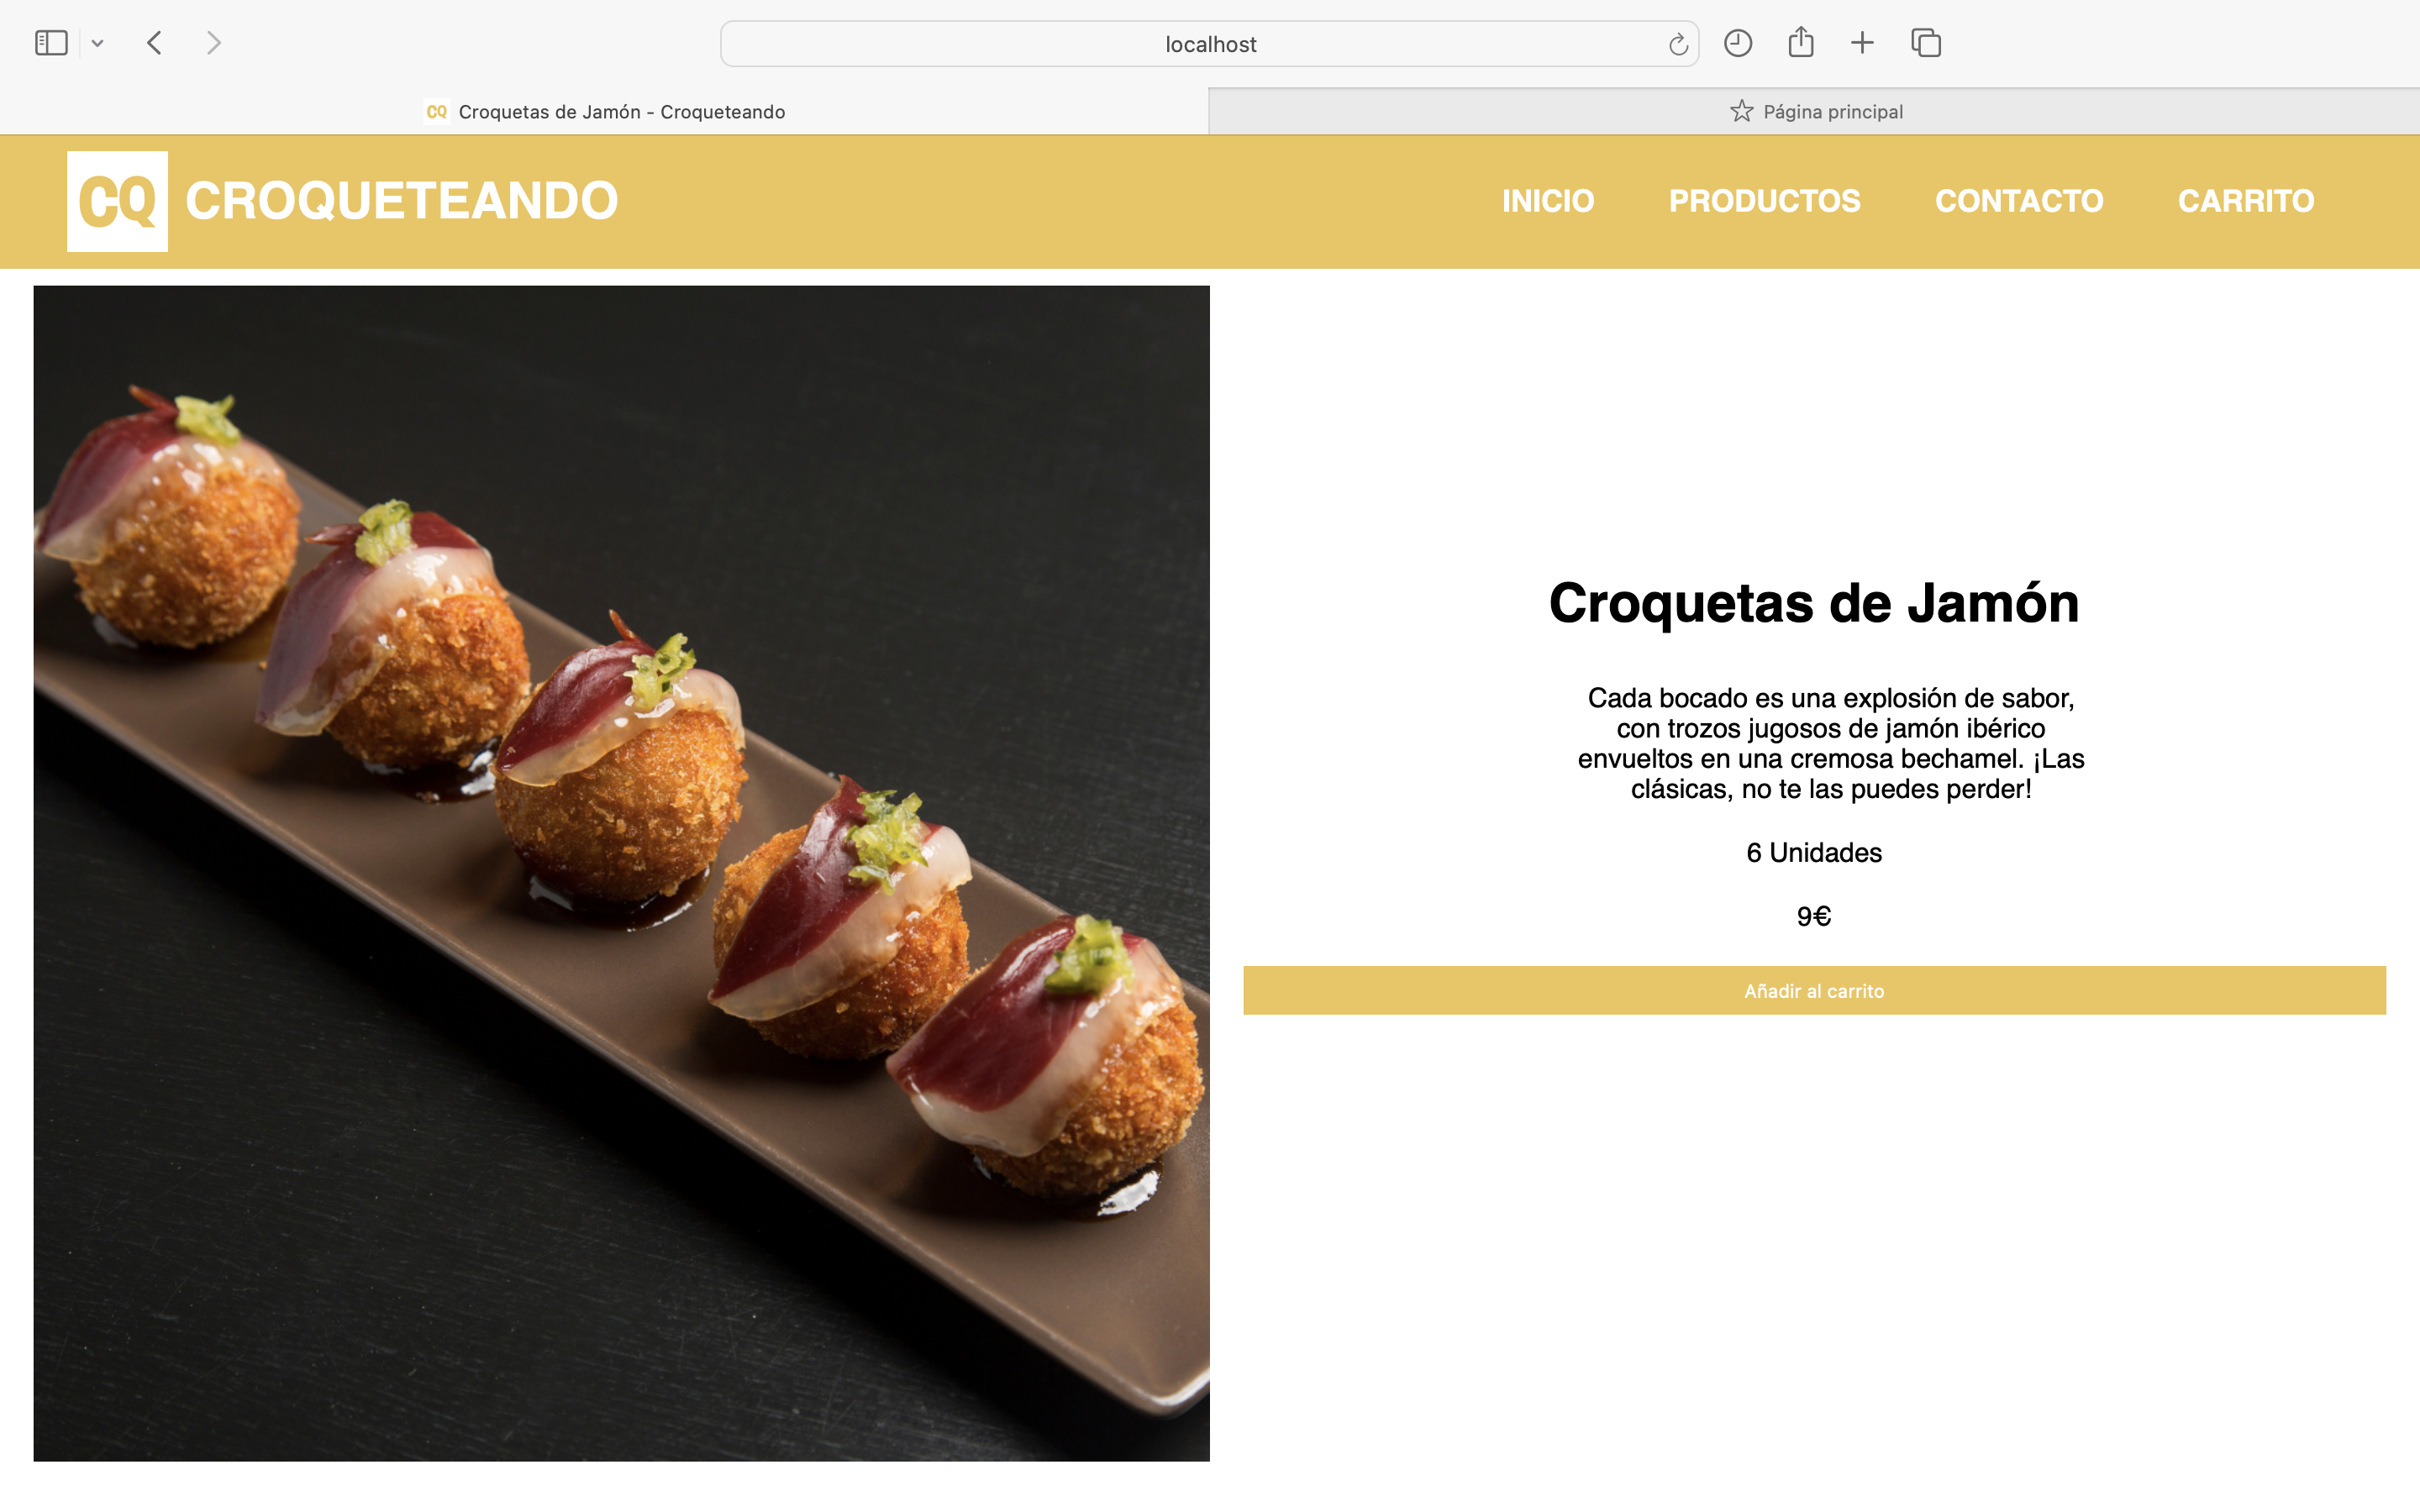 localhost
CQ Croquetas de Jamón - Croqueteando
Página principal
CQ CROQUETEANDO
INICIO PRODUCTOS CONTACTO CARRITO
Croquetas de Jamón
Cada bocado es una explosión de sabor,
con trozos jugosos de jamón ibérico
envueltos en una cremosa bechamel. ¡Las
clásicas, no te las puedes perder!
6 Unidades
9€
Añadir al carrito